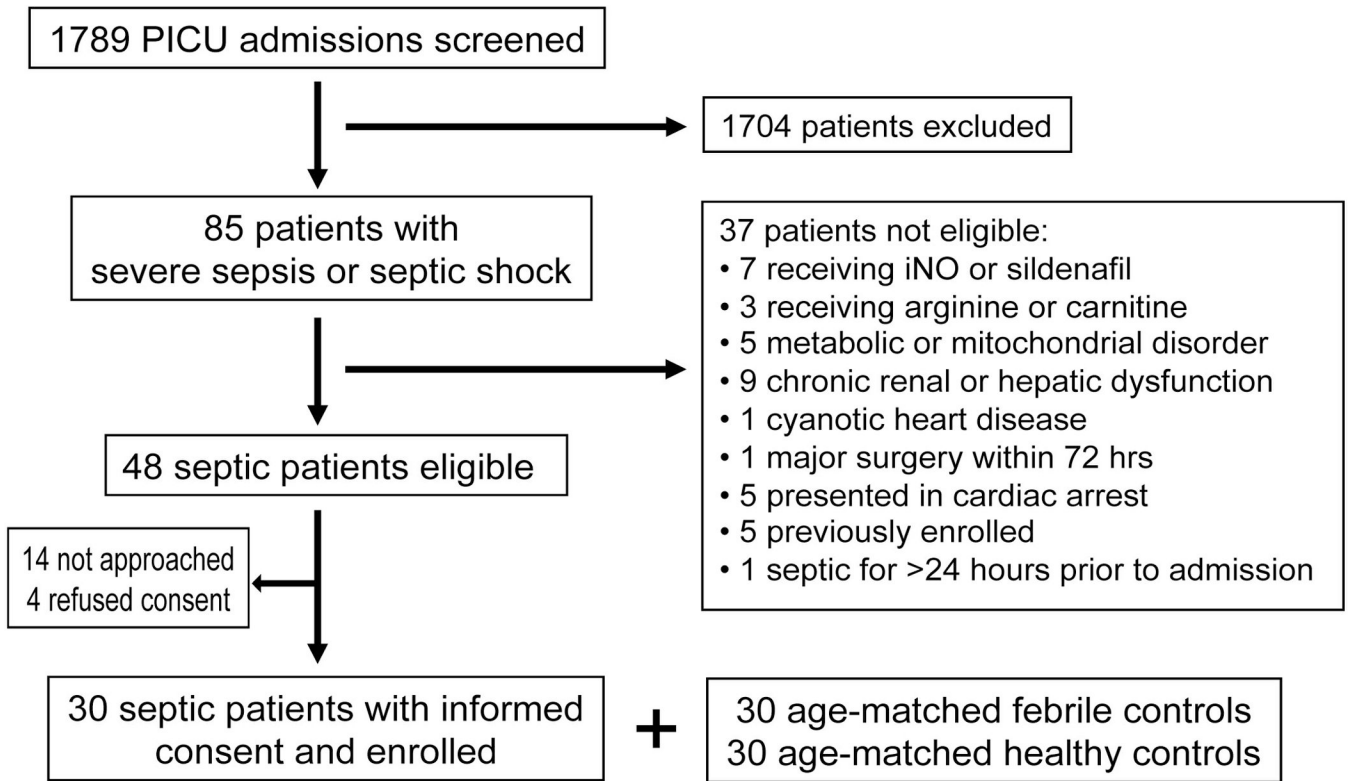 1789 PICU admissions screened
1704 patients excluded
85 patients with
severe sepsis or septic shock
37 patients not eligible:
• 7 receiving iNO or sildenafil
• 3 receiving arginine or carnitine
• 5 metabolic or mitochondrial disorder
• 9 chronic renal or hepatic dysfunction
• 1 cyanotic heart disease
• 1 major surgery within 72 hrs
• 5 presented in cardiac arrest
• 5 previously enrolled
• 1 septic for >24 hours prior to admission
48 septic patients eligible
14 not approached
4 refused consent
30 septic patients with informed
consent and enrolled
+
30 age-matched febrile controls
30 age-matched healthy controls